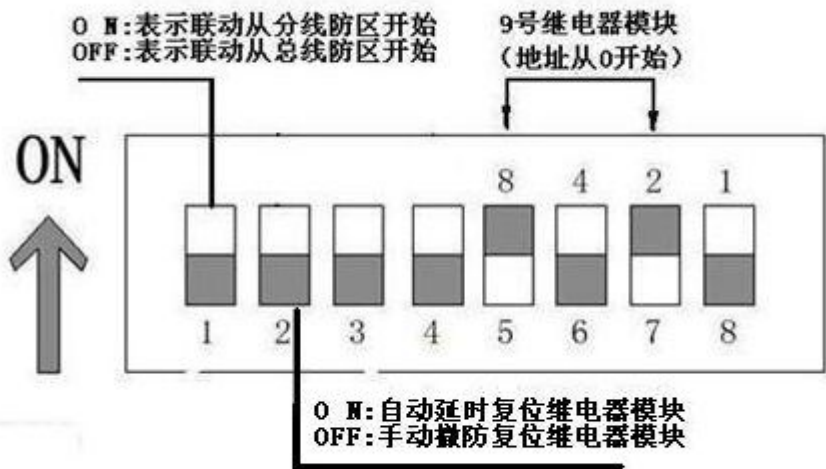 O N:表示联动从分线防区开始
OFF:表示联动从总线防区开始
9号继电器模块
(地址从0开始)
ON
8 4 2 1
1 2 3 4 5 6 7 8
O N:自动延时复位继电器模块
OFF:手动撤防复位继电器模块